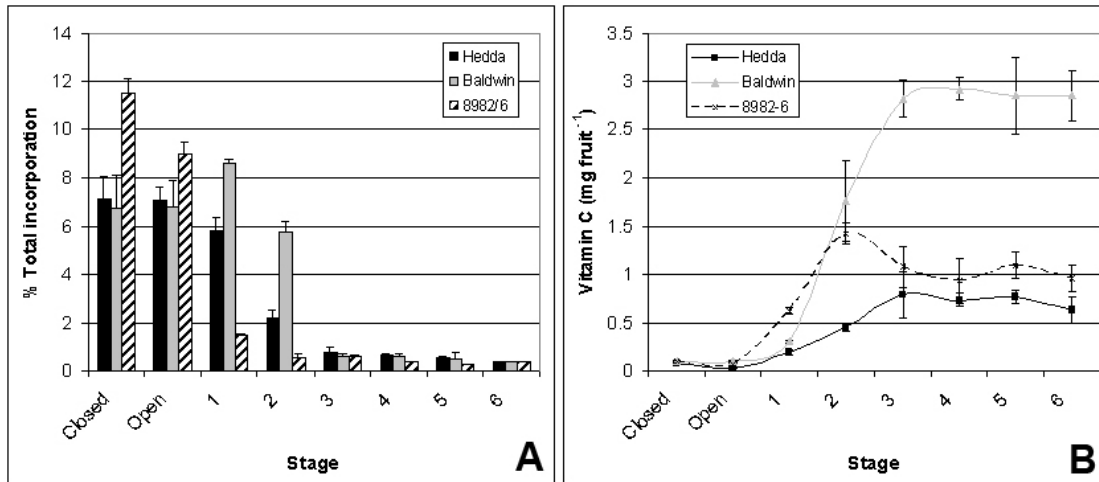 14
12
10
8
6
4
2
0
% Total incorporation
Hedda
Baldwin
8982/6
Closed
Open
1
2
3
4
5
6
Stage
A
3.5
3
2.5
2
1.5
1
0.5
0
Vitamin C (mg fruit⁻¹)
Hedda
Baldwin
8982-6
Closed
Open
1
2
3
4
5
6
Stage
B